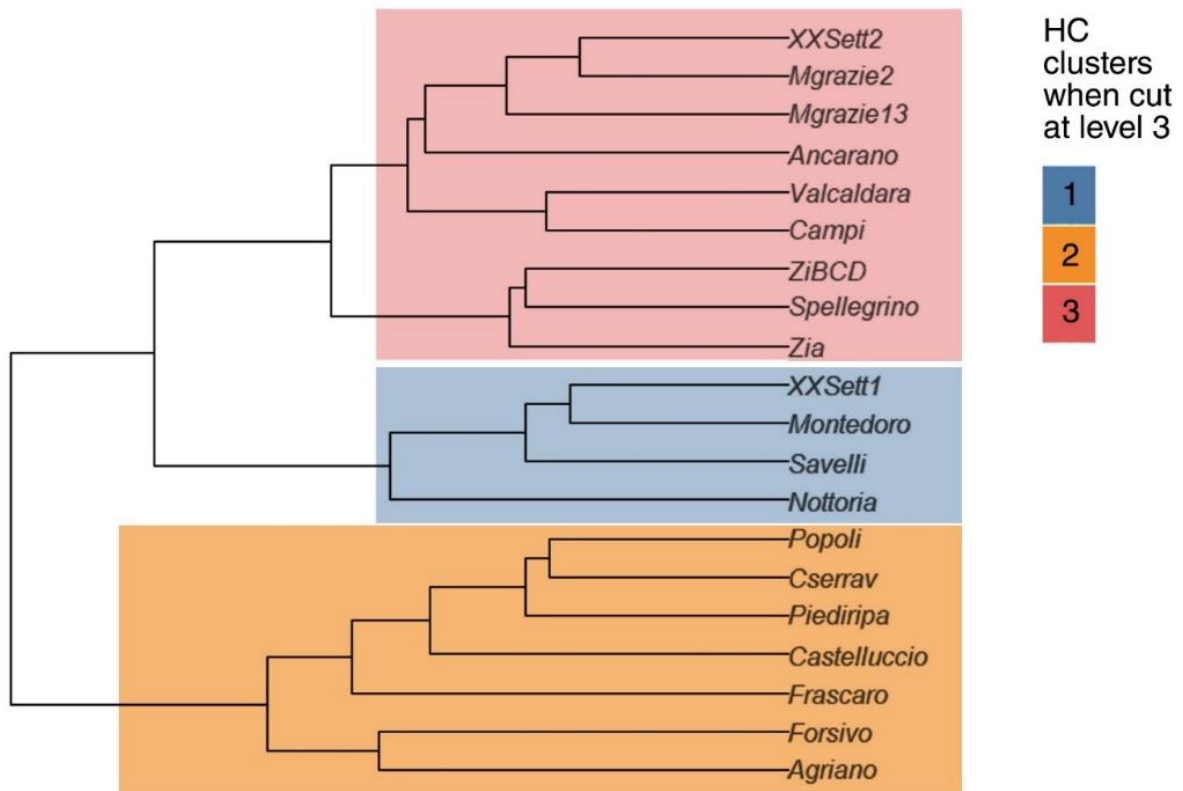 XXSett2
Mgrazie2
Mgrazie13
Ancarano
Valcaldara
Campi
ZiBCD
Spellegrino
Zia
XXSett1
Montedoro
Savelli
Nottoria
Popoli
Cserrav
Piediripa
Castelluccio
Frascaro
Forsivo
Agriano
HC
clusters
when cut
at level 3
1
2
3